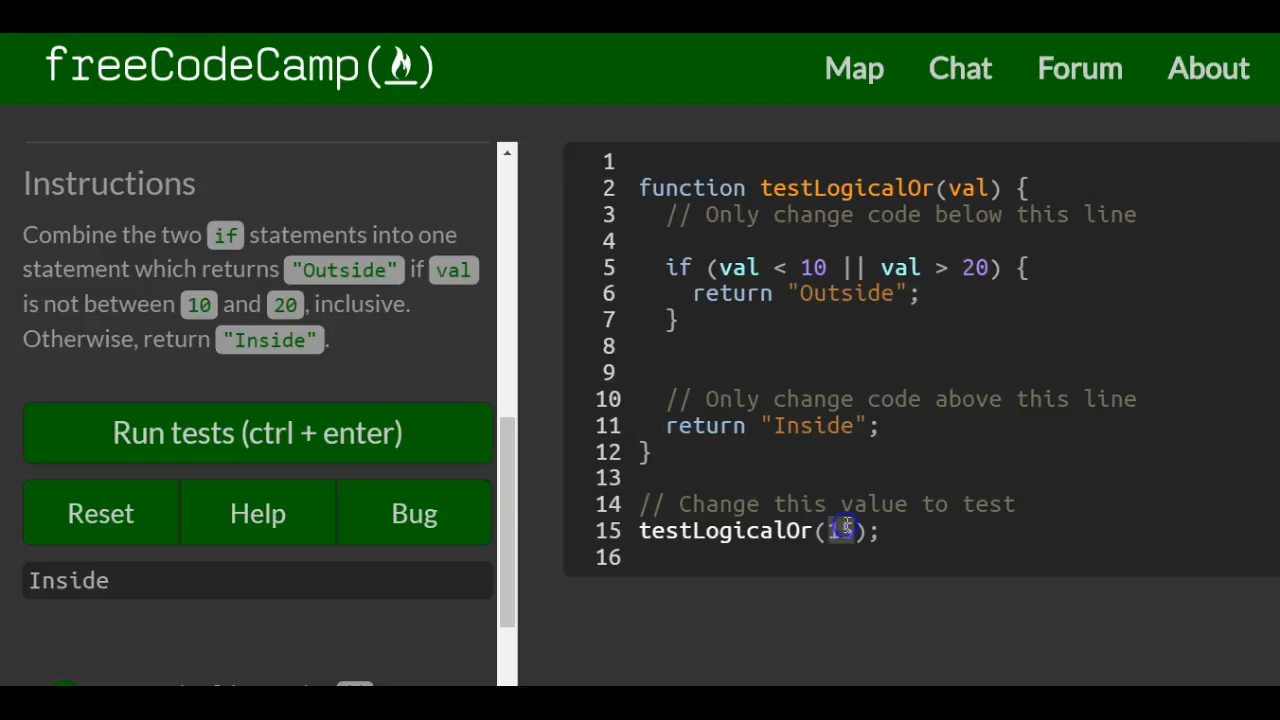 freeCodeCamp(🔥)
Map Chat Forum About
Instructions
Combine the two if statements into one
statement which returns "Outside" if val
is not between 10 and 20, inclusive.
Otherwise, return "Inside".
Run tests (ctrl + enter)
Reset Help Bug
Inside
1
2 function testLogicalOr(val) {
3 // Only change code below this line
4
5 if (val < 10 || val > 20) {
6 return "Outside";
7 }
8
9
10 // Only change code above this line
11 return "Inside";
12 }
13
14 // Change this value to test
15 testLogicalOr();
16